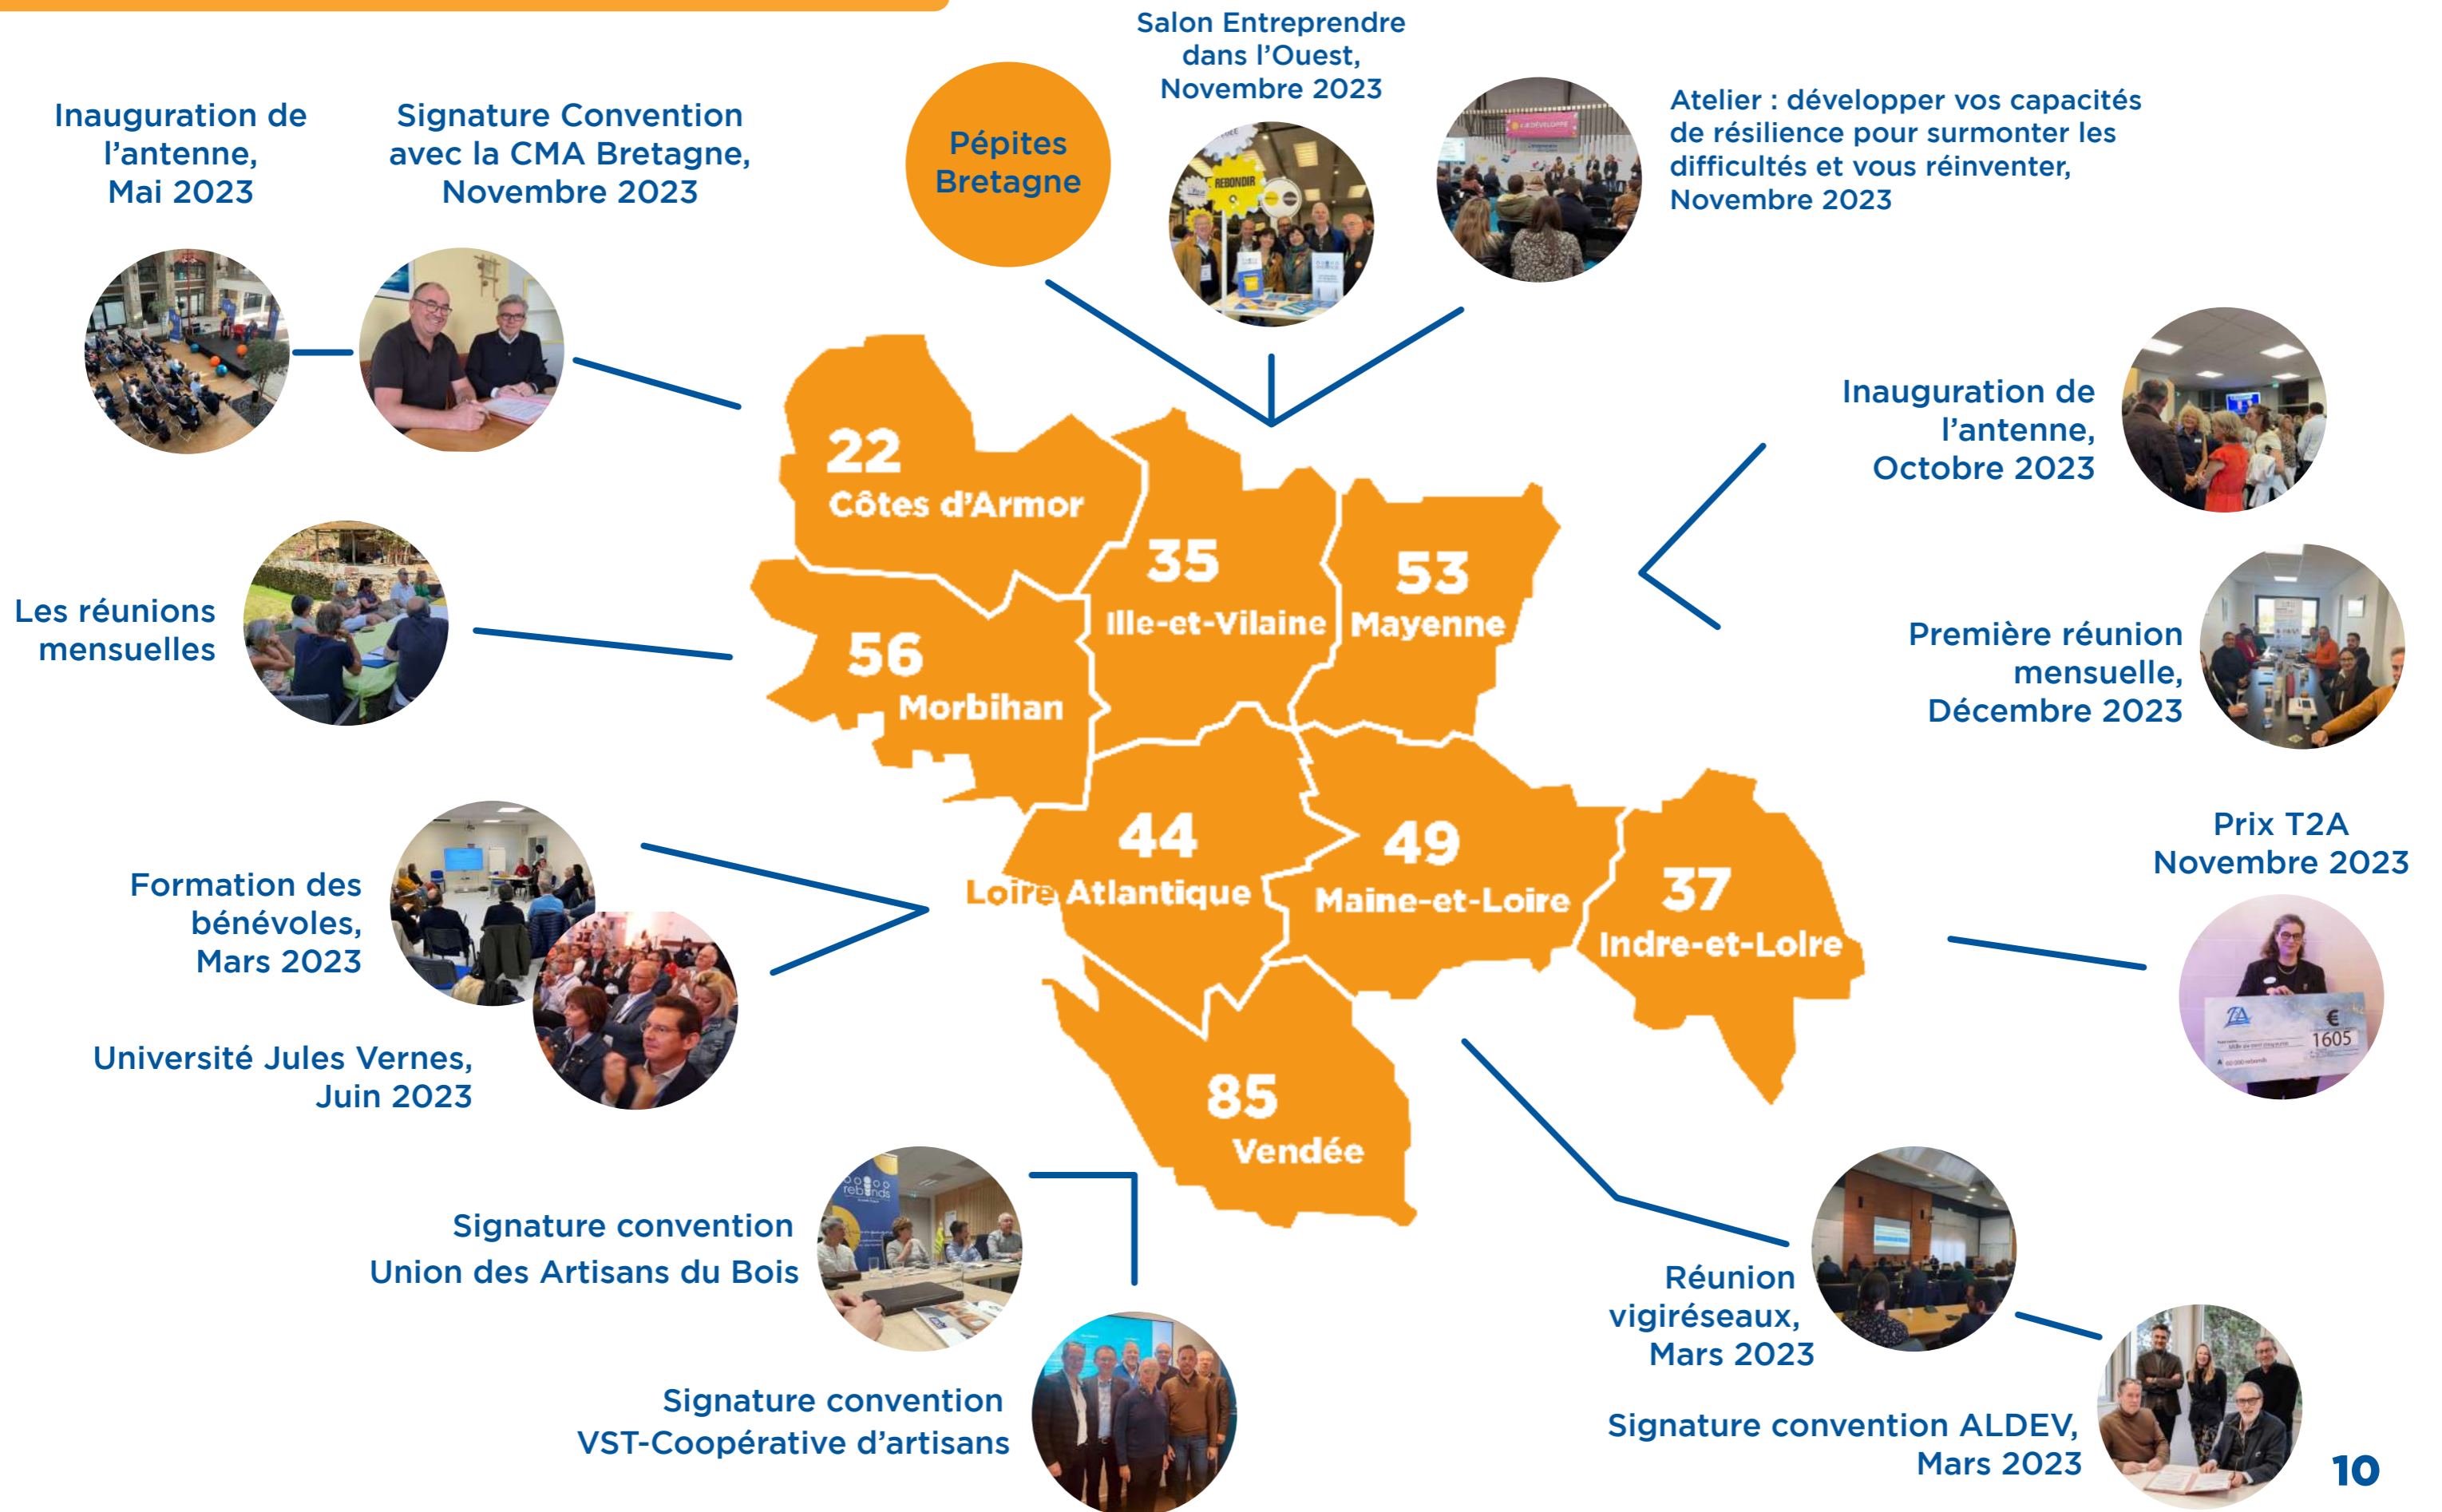 Salon Entreprendre
dans l'Ouest,
Novembre 2023
Inauguration de
l'antenne,
Mai 2023
Signature Convention
avec la CMA Bretagne,
Novembre 2023
Pépites
Bretagne
REBONDIR
Atelier : développer vos capacités
de résilience pour surmonter les
difficultés et vous réinventer,
Novembre 2023
Inauguration de
l'antenne,
Octobre 2023
22
Côtes d'Armor
35
Ille-et-Vilaine
53
Mayenne
Les réunions
mensuelles
56
Morbihan
Première réunion
mensuelle,
Décembre 2023
44
Loire Atlantique
49
Maine-et-Loire
37
Indre-et-Loire
Prix T2A
Novembre 2023
€
1605
Formation des
bénévoles,
Mars 2023
Université Jules Vernes,
Juin 2023
85
Vendée
rebonds
Signature convention
Union des Artisans du Bois
Signature convention
VST-Coopérative d'artisans
Réunion
vigiréseaux,
Mars 2023
Signature convention ALDEV,
Mars 2023
10